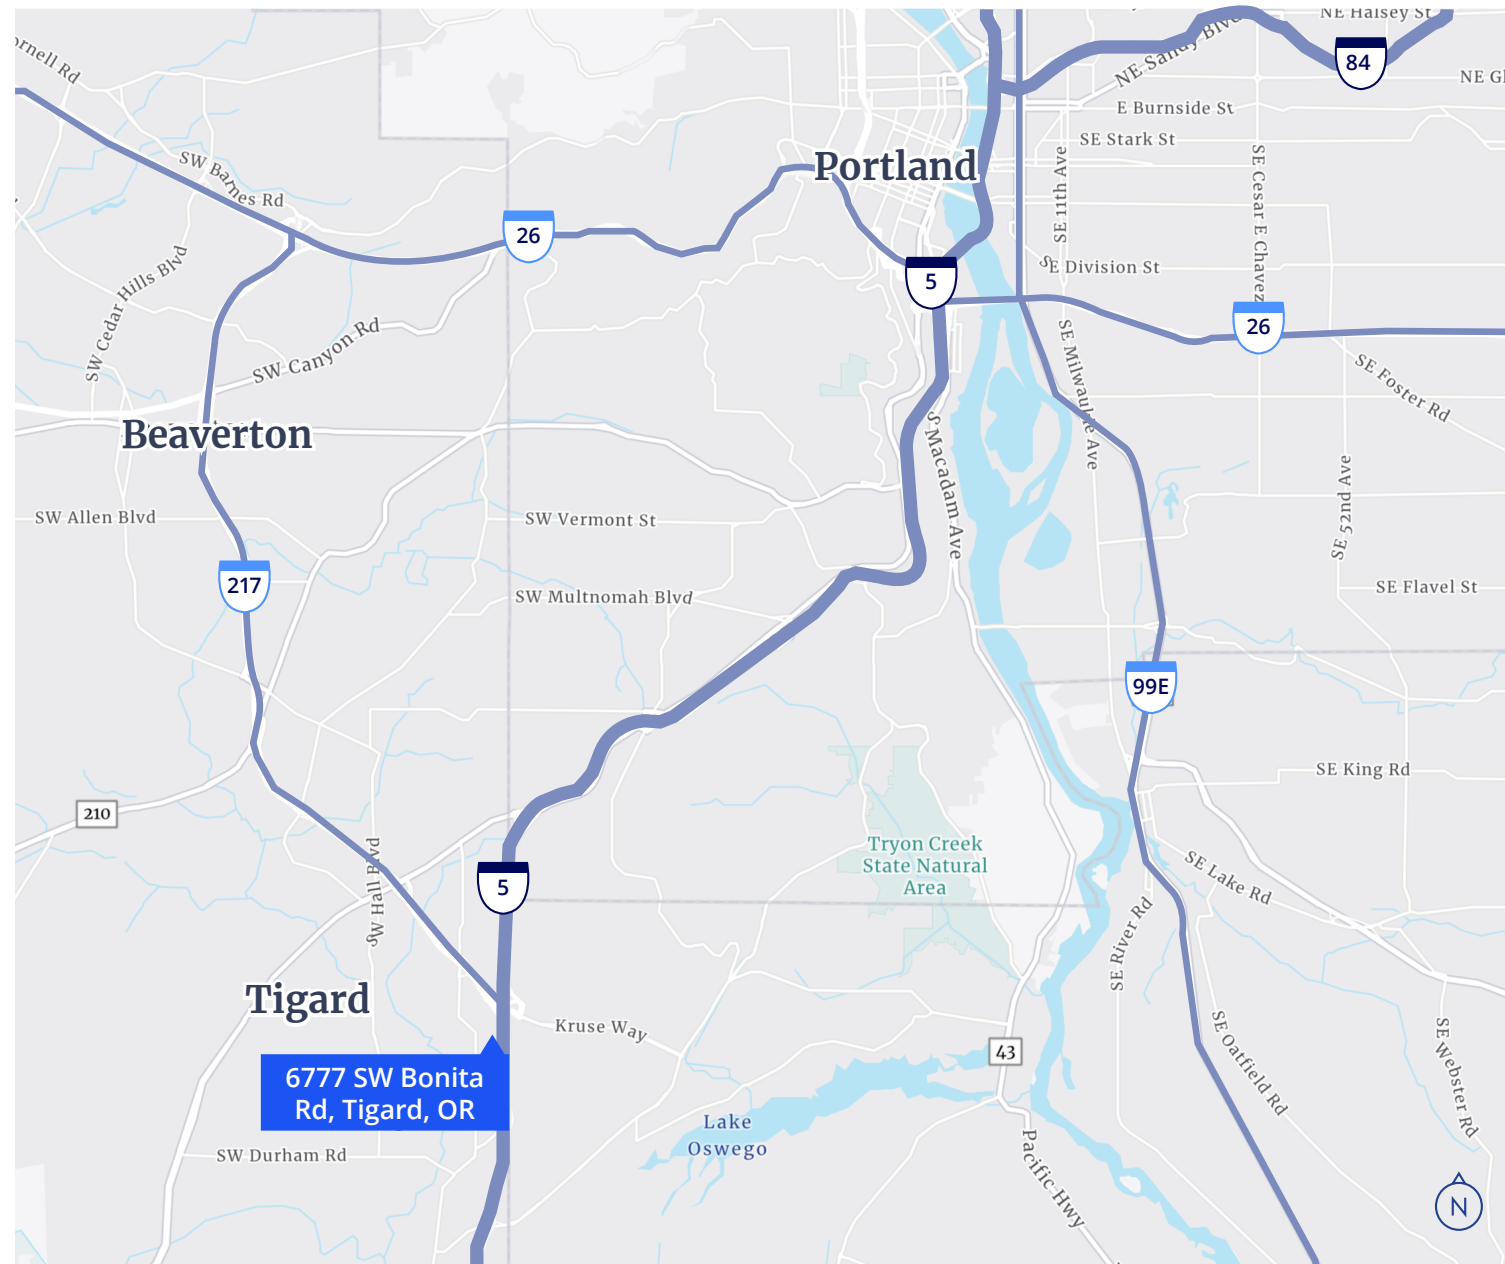 NE Halsey St
84
NE Sandy Blvd
E Burnside St
SE Stark St
SW Barnes Rd
Portland
SE 11th Ave
SE Cesar E Chavez
26
5
SE Division St
SW Cedar Hills Blvd
SW Canyon Rd
26
SE Milwaukie Ave
SE Foster Rd
Beaverton
S Macadam Ave
SE 52nd Ave
SW Allen Blvd
SW Vermont St
217
SW Multnomah Blvd
SE Flavel St
99E
SE King Rd
210
Tryon Creek
State Natural
Area
SW Hall Blvd
5
SE Lake Rd
SE River Rd
Tigard
Kruse Way
43
SE Oatfield Rd
SE Webster Rd
6777 SW Bonita
Rd, Tigard, OR
Lake
Oswego
SW Durham Rd
Pacific Hwy
N